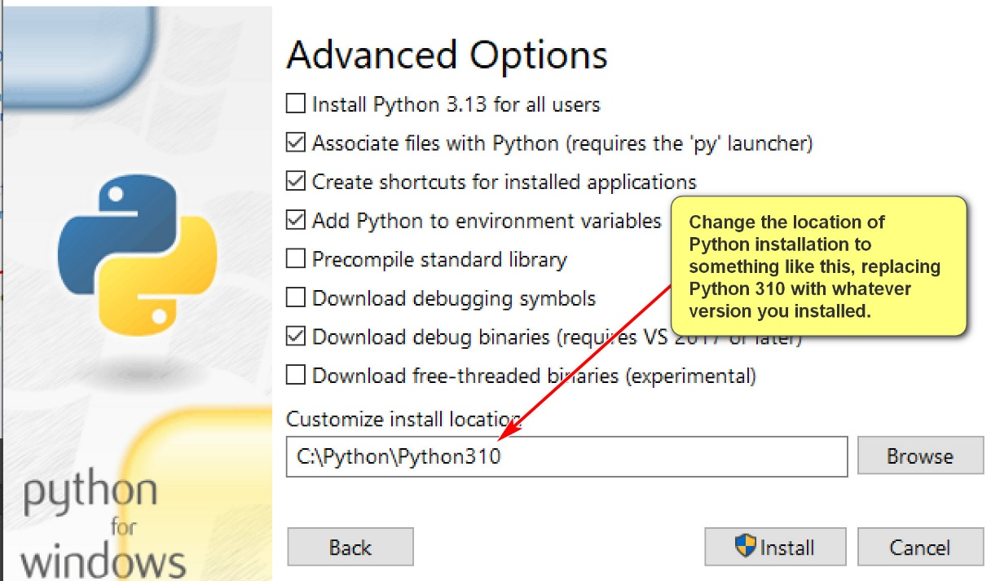 Advanced Options
Install Python 3.13 for all users
Associate files with Python (requires the 'py' launcher)
Create shortcuts for installed applications
Add Python to environment variables
Precompile standard library
Download debugging symbols
Download debug binaries (requires VS 2017 or later)
Download free-threaded binaries (experimental)
Change the location of
Python installation to
something like this, replacing
Python 310 with whatever
version you installed.
Customize install location
C:\Python\Python310
Browse
Back
Install
Cancel
python
for
windows